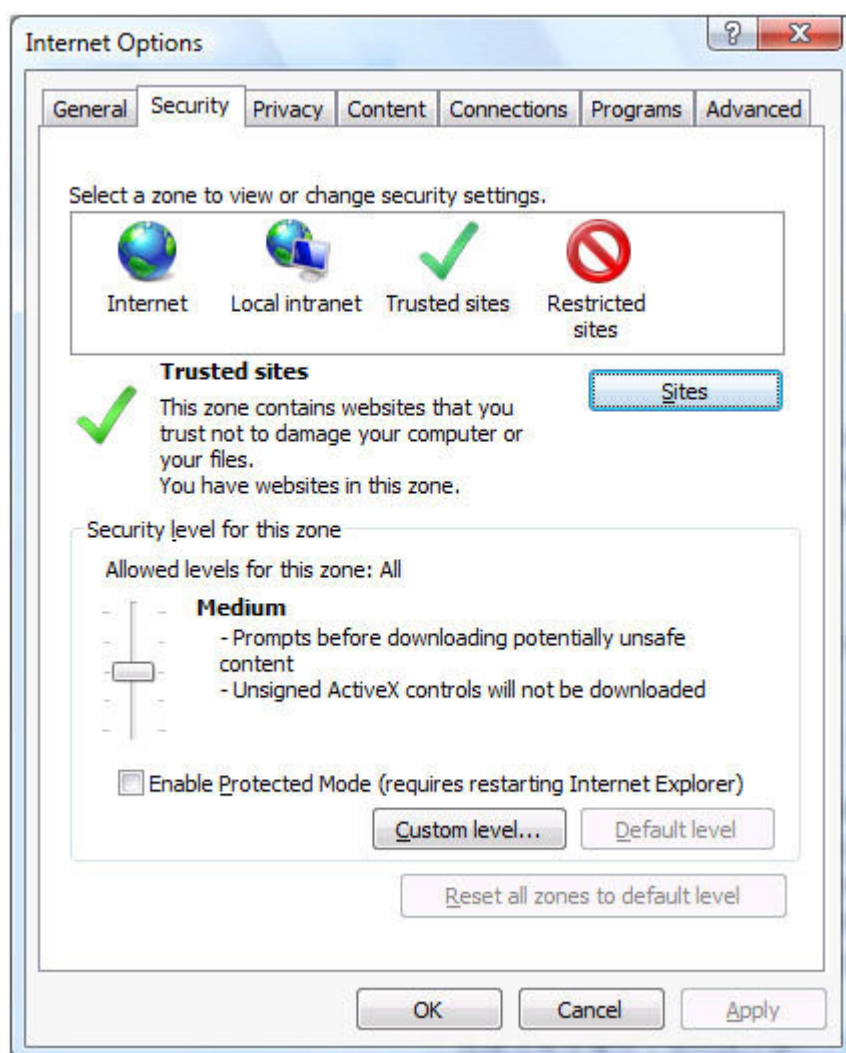 Internet Options
General Security Privacy Content Connections Programs Advanced
Select a zone to view or change security settings.
Internet Local intranet Trusted sites Restricted
sites
Trusted sites
Sites
This zone contains websites that you
trust not to damage your computer or
your files.
You have websites in this zone.
Security level for this zone
Allowed levels for this zone: All
Medium
- Prompts before downloading potentially unsafe
content
- Unsigned ActiveX controls will not be downloaded
Enable Protected Mode (requires restarting Internet Explorer)
Custom level... Default level
Reset all zones to default level
OK Cancel Apply